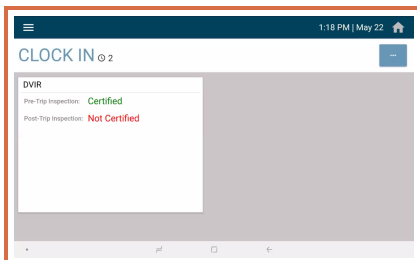 1:18 PM | May 22
CLOCK IN 2
...
DVIR
Pre-Trip Inspection: Certified
Post-Trip Inspection: Not Certified